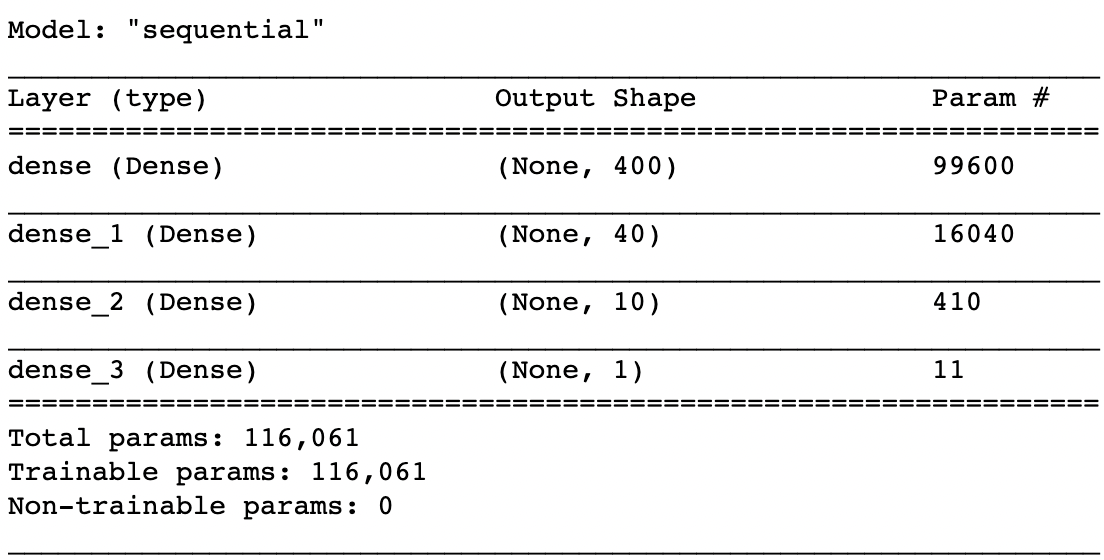 Model: "sequential"
Layer (type) Output Shape Param #
dense (Dense) (None, 400) 99600
dense_1 (Dense) (None, 40) 16040
dense_2 (Dense) (None, 10) 410
dense_3 (Dense) (None, 1) 11
Total params: 116,061
Trainable params: 116,061
Non-trainable params: 0